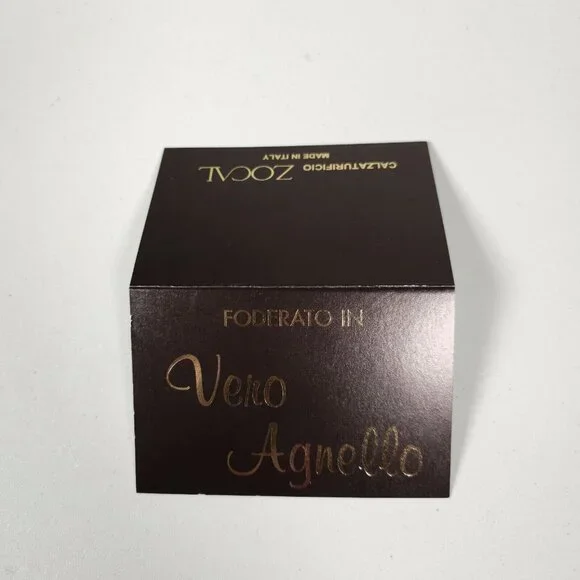 CALZATURIFICIO
ZOCAL
MADE IN ITALY
FODERATO IN
Vero
Agnello